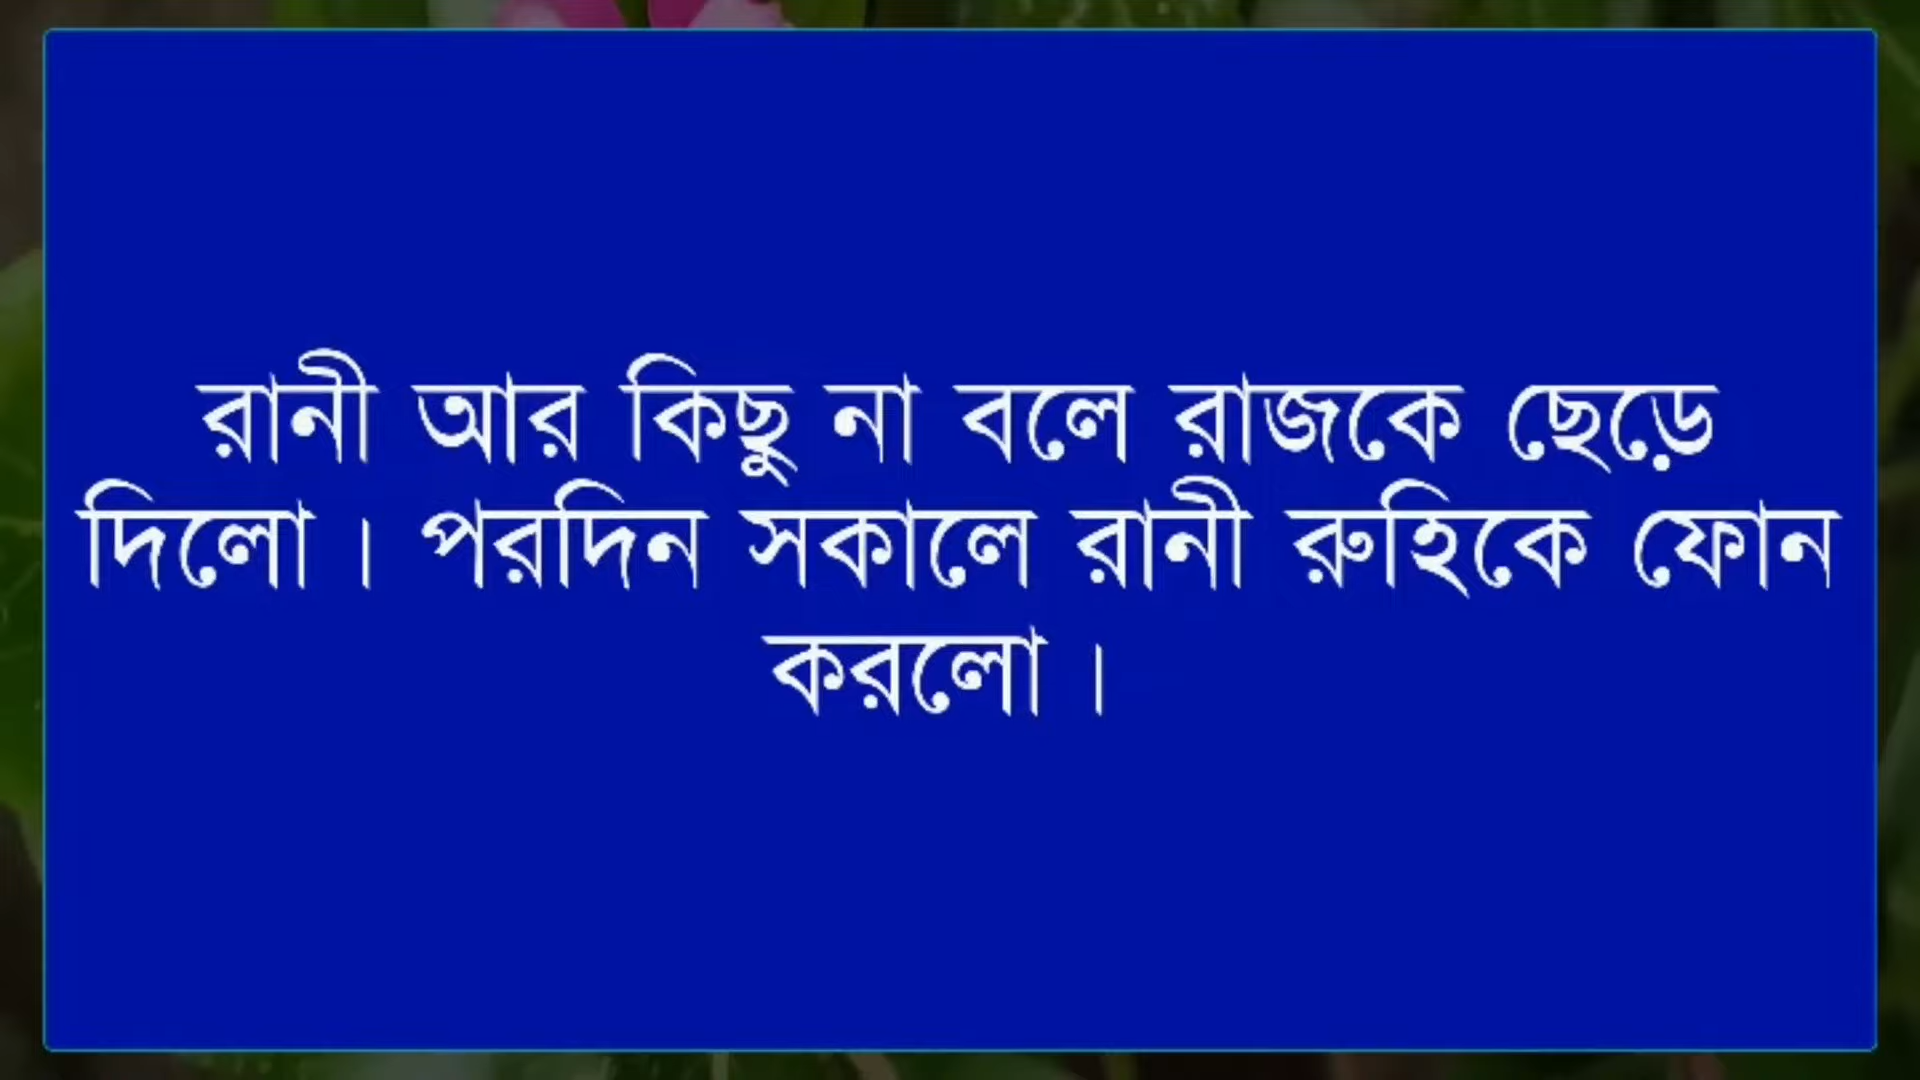 রানী আর কিছু না বলে রাজকে ছেড়ে
দিলো । পরদিন সকালে রানী রুহিকে ফোন
করলো ।